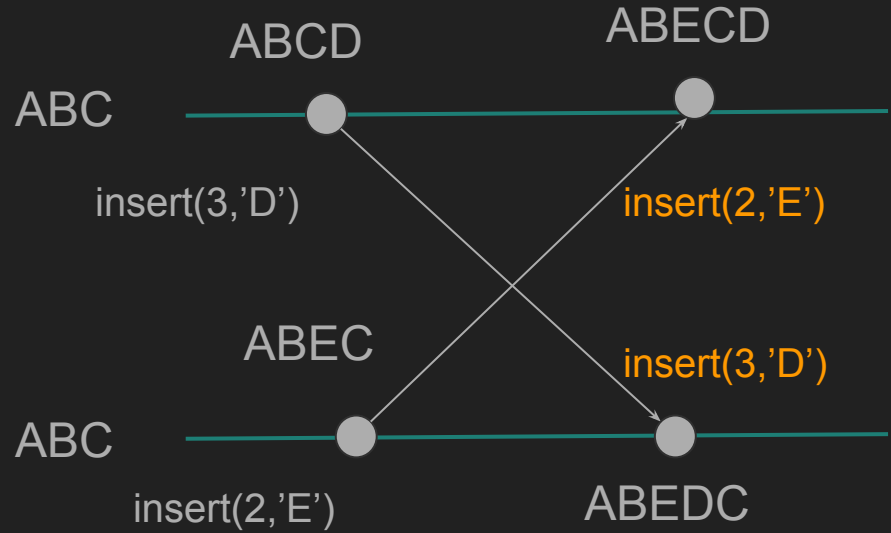 ABCD
ABECD
ABC
insert(3,’D’)
insert(2,’E’)
ABEC
insert(3,’D’)
ABC
insert(2,’E’)
ABEDC